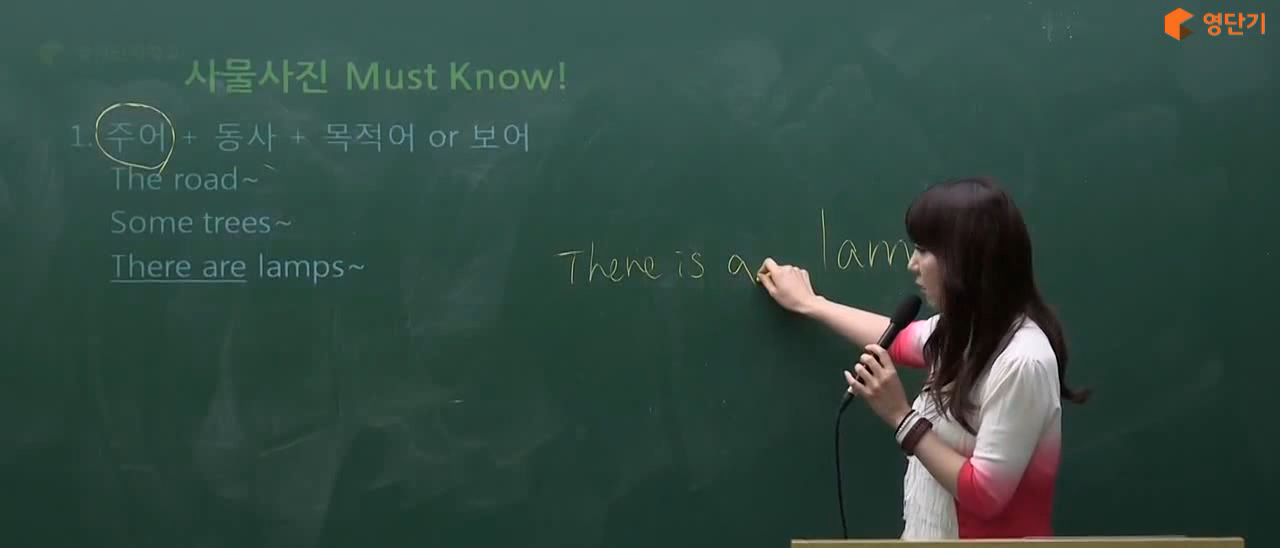 영단기
사물사진 Must Know!
1. 주어 + 동사 + 목적어 or 보어
The road~
Some trees~
There are lamps~
There is a lam